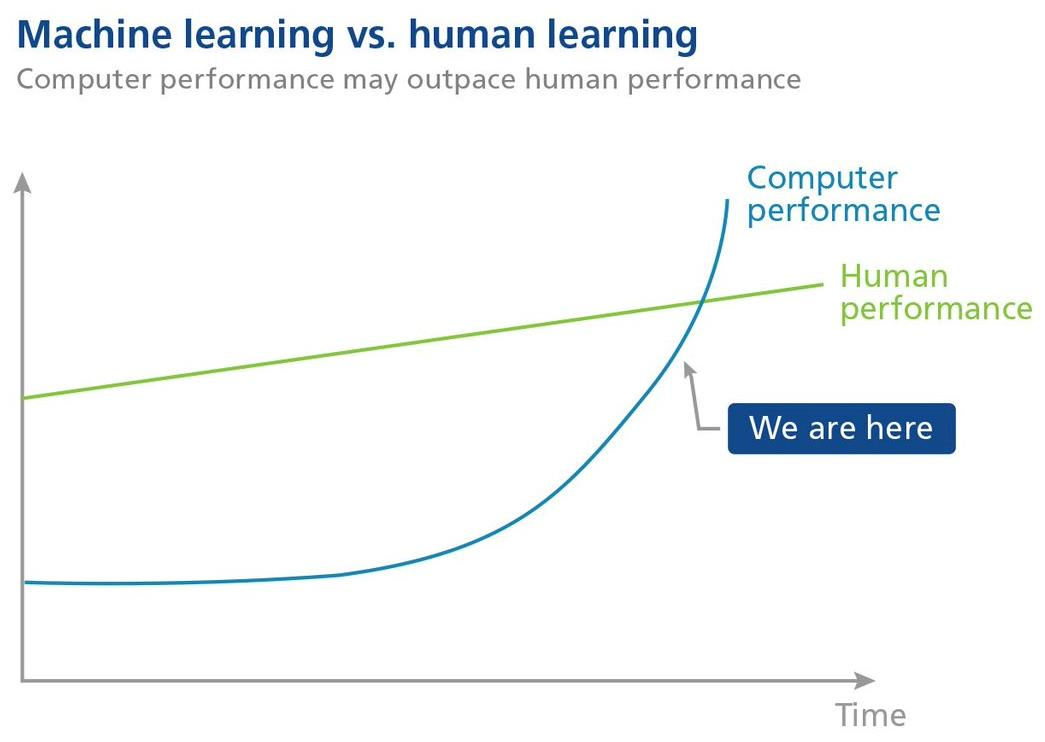 Machine learning vs. human learning
Computer performance may outpace human performance
Computer
performance
Human
performance
We are here
Time